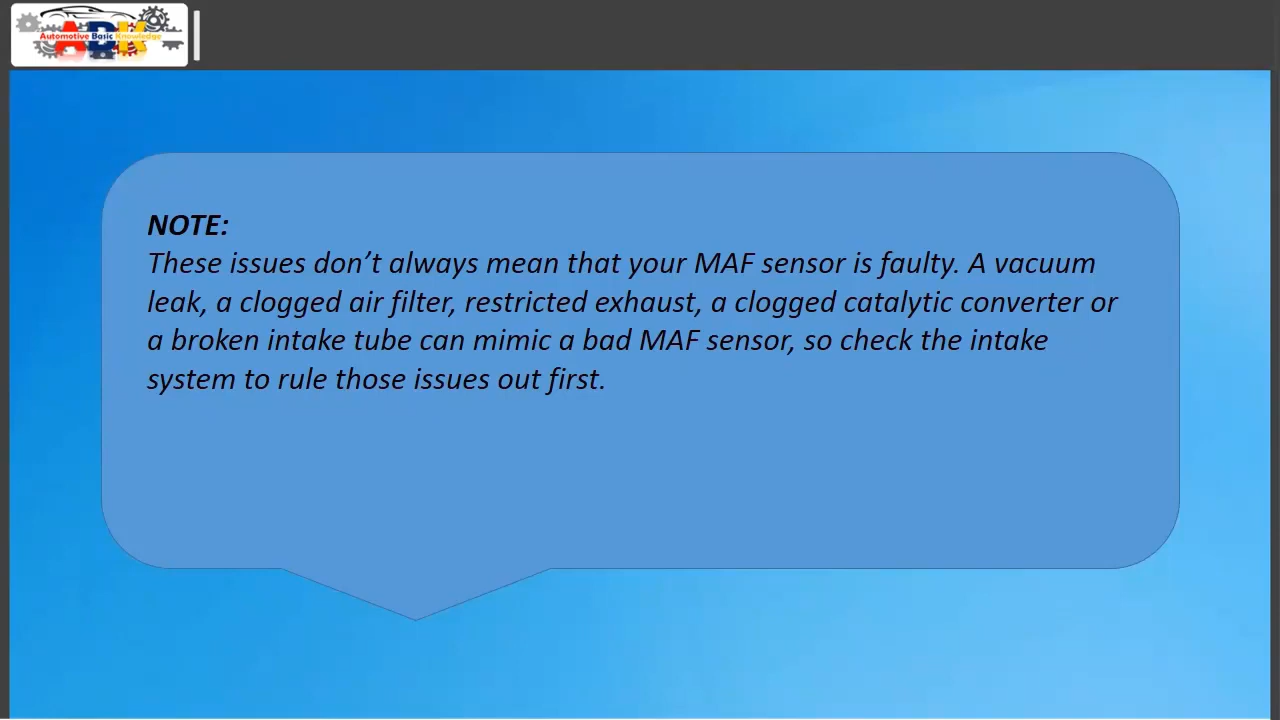 Automotive Basic Knowledge
ABK
NOTE:
These issues don’t always mean that your MAF sensor is faulty. A vacuum
leak, a clogged air filter, restricted exhaust, a clogged catalytic converter or
a broken intake tube can mimic a bad MAF sensor, so check the intake
system to rule those issues out first.